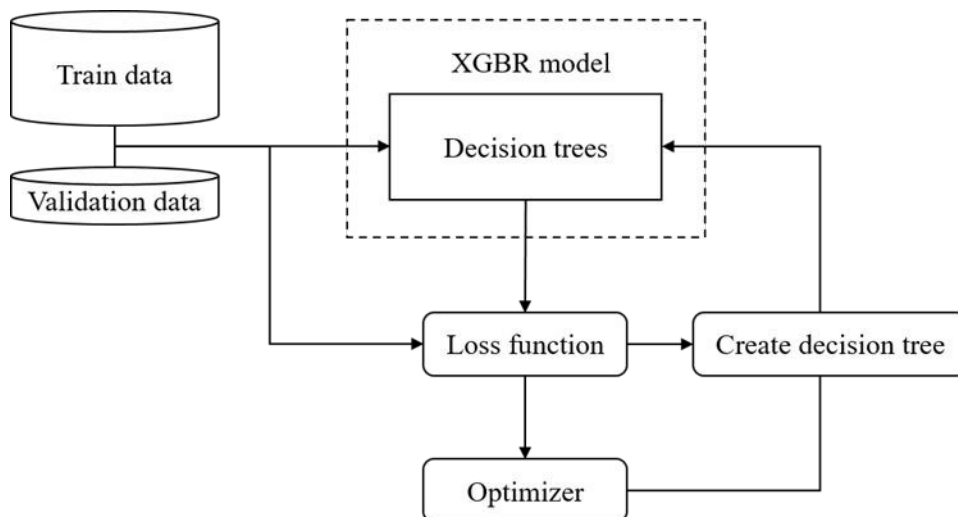 Train data
Validation data
XGBR model
Decision trees
Loss function
Create decision tree
Optimizer